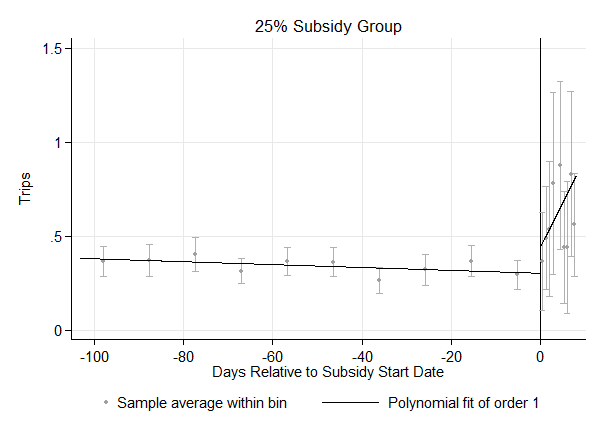 25% Subsidy Group
1.5
1
.5
0
Trips
-100 -80 -60 -40 -20 0
Days Relative to Subsidy Start Date
Sample average within bin Polynomial fit of order 1